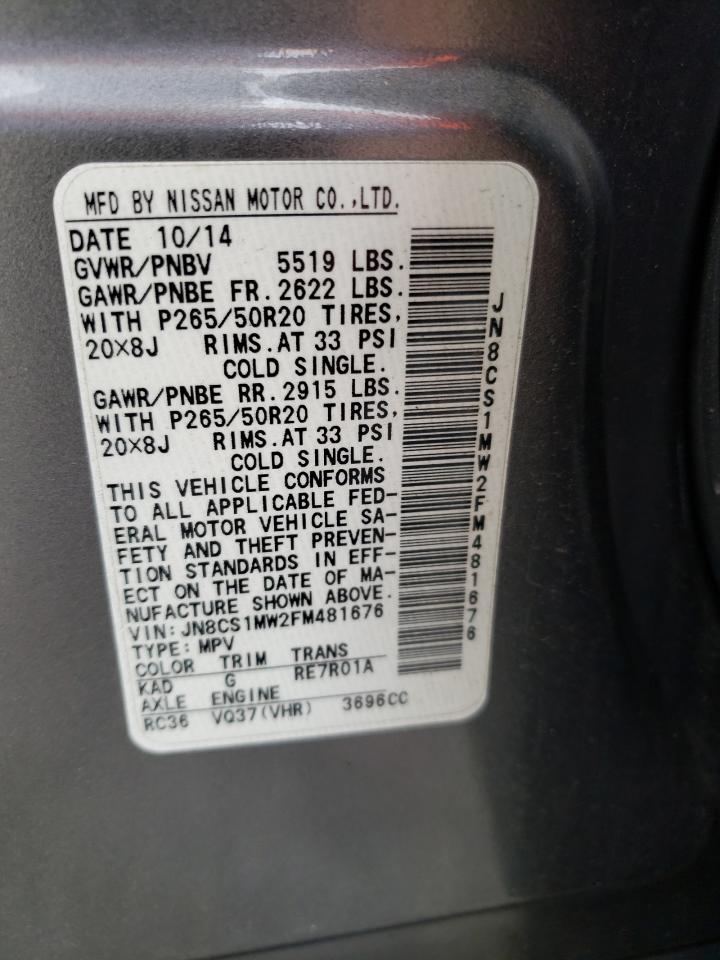 MFD BY NISSAN MOTOR CO.,LTD.
DATE 10/14
GVWR/PNBV 5519 LBS.
GAWR/PNBE FR. 2622 LBS.
WITH P265/50R20 TIRES,
20X8J RIMS.AT 33 PSI
COLD SINGLE.
GAWR/PNBE RR. 2915 LBS.
WITH P265/50R20 TIRES,
20X8J RIMS.AT 33 PSI
COLD SINGLE.
THIS VEHICLE CONFORMS
TO ALL APPLICABLE FED-
ERAL MOTOR VEHICLE SA-
FETY AND THEFT PREVEN-
TION STANDARDS IN EFF-
ECT ON THE DATE OF MA-
NUFACTURE SHOWN ABOVE.
VIN: JN8CS1MW2FM481676
TYPE: MPV
COLOR TRIM TRANS
KAD G RE7R01A
AXLE ENGINE
RC36 VQ37(VHR) 3696CC
JN8CS1MW2FM481676